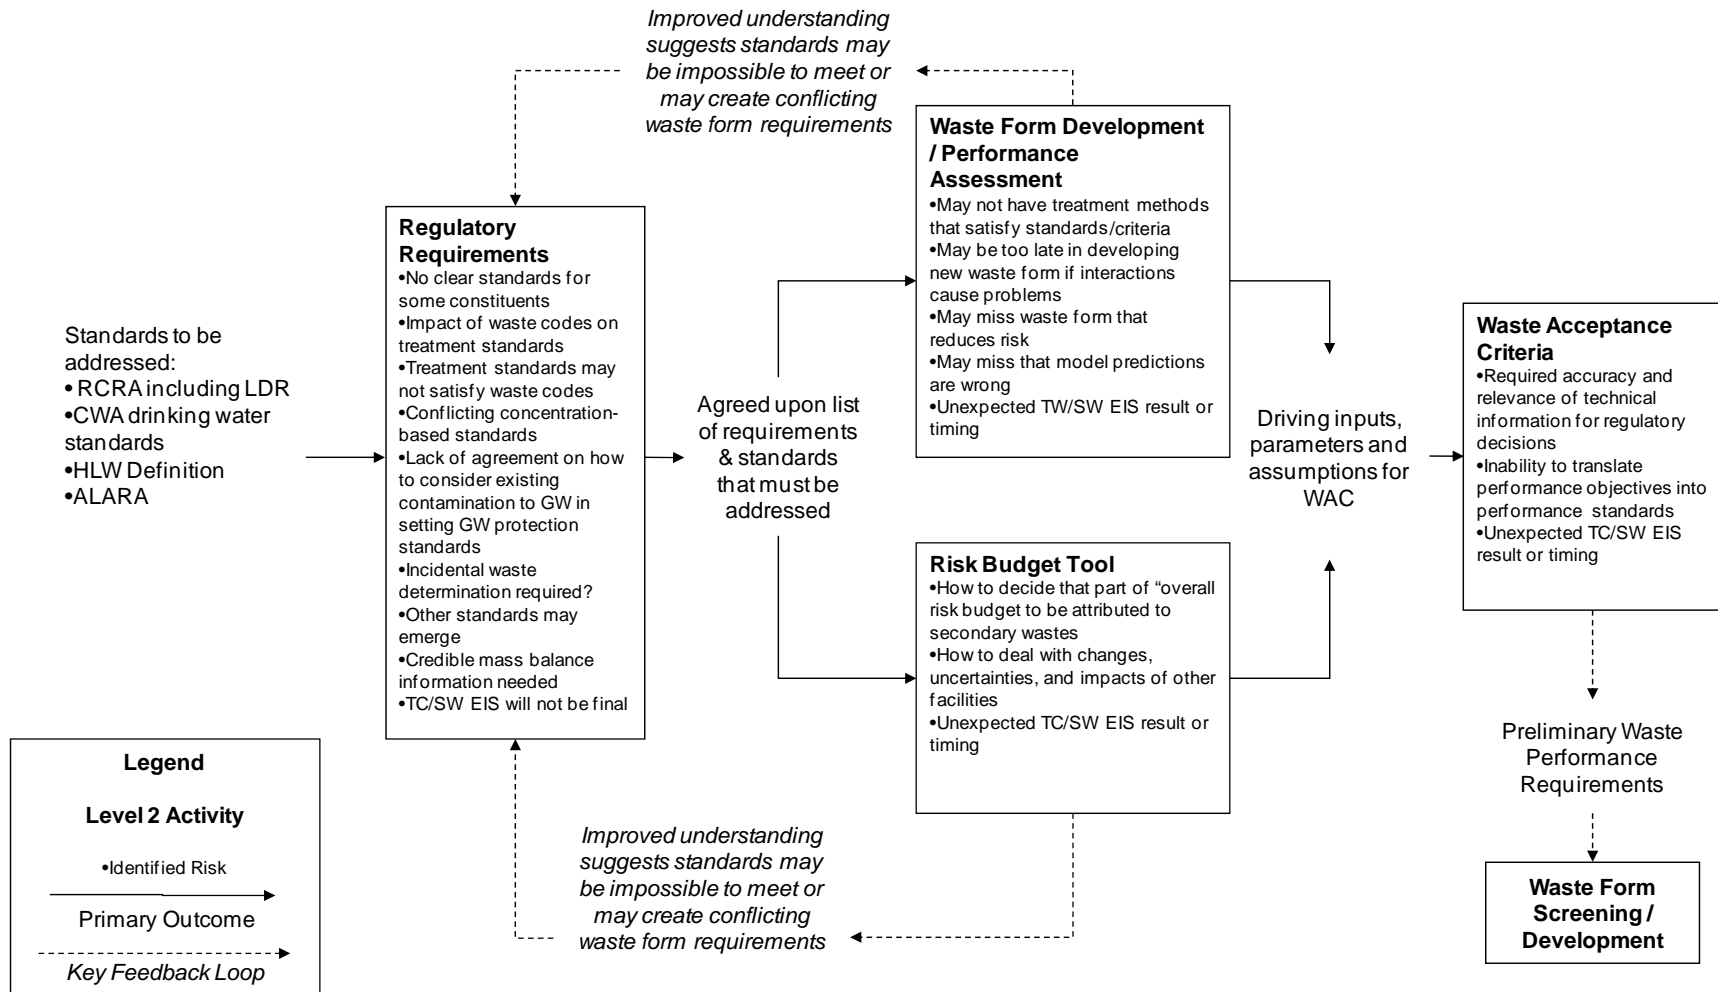 Standards to be
addressed:
• RCRA including LDR
•CWA drinking water
standards
•HLW Definition
•ALARA
Regulatory
Requirements
•No clear standards for
some constituents
•Impact of waste codes on
treatment standards
•Treatment standards may
not satisfy waste codes
•Conflicting concentration-
based standards
•Lack of agreement on how
to consider existing
contamination to GW in
setting GW protection
standards
•Incidental waste
determination required?
•Other standards may
emerge
•Credible mass balance
information needed
•TC/SW EIS will not be final
Improved understanding
suggests standards may
be impossible to meet or
may create conflicting
waste form requirements
Agreed upon list
of requirements
& standards
that must be
addressed
Waste Form Development
/ Performance
Assessment
•May not have treatment methods
that satisfy standards/criteria
•May be too late in developing
new waste form if interactions
cause problems
•May miss waste form that
reduces risk
•May miss that model predictions
are wrong
•Unexpected TW/SW EIS result or
timing
Risk Budget Tool
•How to decide that part of “overall
risk budget to be attributed to
secondary wastes
•How to deal with changes,
uncertainties, and impacts of other
facilities
•Unexpected TC/SW EIS result or
timing
Improved understanding
suggests standards may
be impossible to meet or
may create conflicting
waste form requirements
Driving inputs,
parameters and
assumptions for
WAC
Waste Acceptance
Criteria
•Required accuracy and
relevance of technical
information for regulatory
decisions
•Inability to translate
performance objectives into
performance standards
•Unexpected TC/SW EIS
result or timing
Preliminary Waste
Performance
Requirements
Waste Form
Screening /
Development
Legend
Level 2 Activity
•Identified Risk
Primary Outcome
Key Feedback Loop